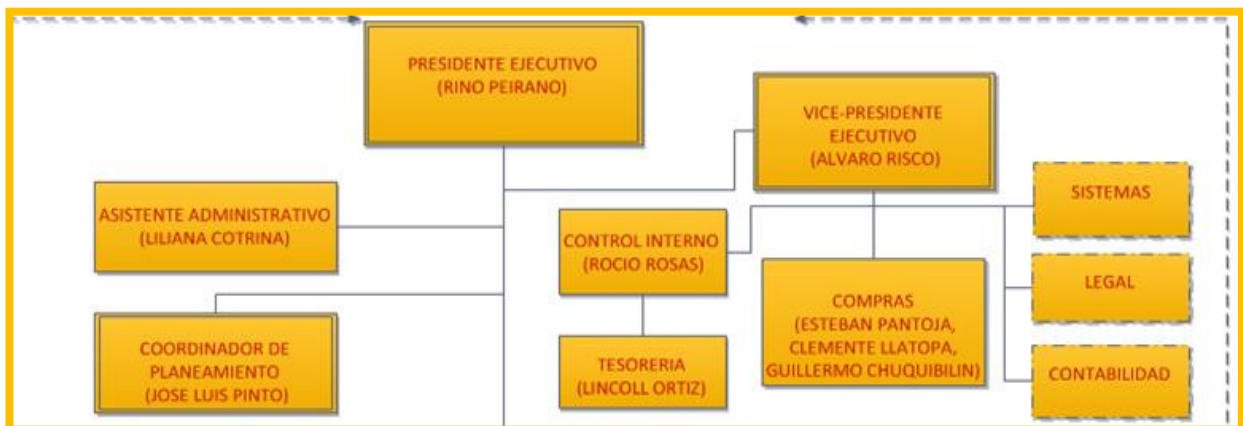 PRESIDENTE EJECUTIVO
(RINO PEIRANO)
VICE-PRESIDENTE
EJECUTIVO
(ALVARO RISCO)
ASISTENTE ADMINISTRATIVO
(LILIANA COTRINA)
CONTROL INTERNO
(ROCIO ROSAS)
SISTEMAS
LEGAL
COORDINADOR DE
PLANEAMIENTO
(JOSE LUIS PINTO)
TESORERIA
(LINCOLL ORTIZ)
COMPRAS
(ESTEBAN PANTOJA,
CLEMENTE LLATOPA,
GUILLERMO CHUQUIBILIN)
CONTABILIDAD